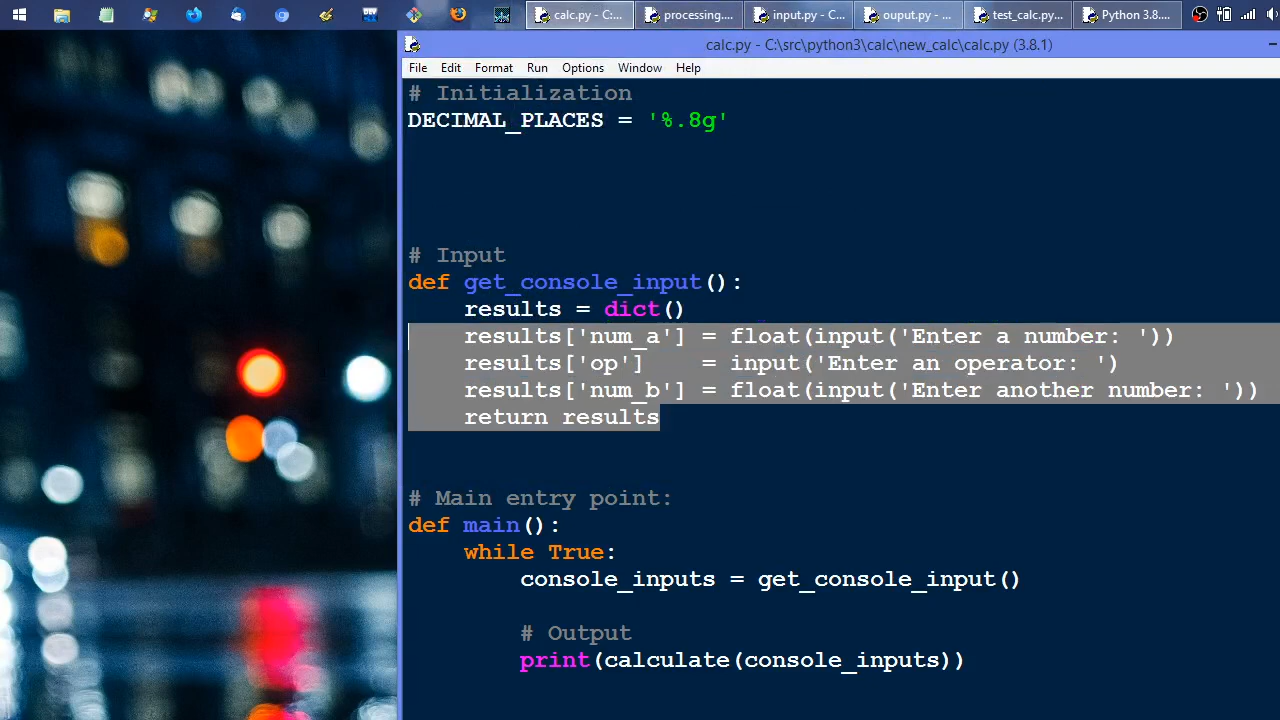 calc.py - C:...
processing....
input.py - C...
ouput.py - ...
test_calc.py...
Python 3.8....
calc.py - C:\src\python3\calc\new_calc\calc.py (3.8.1)
File Edit Format Run Options Window Help
# Initialization
DECIMAL_PLACES = '%.8g'
# Input
def get_console_input():
    results = dict()
    results['num_a'] = float(input('Enter a number: '))
    results['op']    = input('Enter an operator: ')
    results['num_b'] = float(input('Enter another number: '))
    return results
# Main entry point:
def main():
    while True:
        console_inputs = get_console_input()
        # Output
        print(calculate(console_inputs))